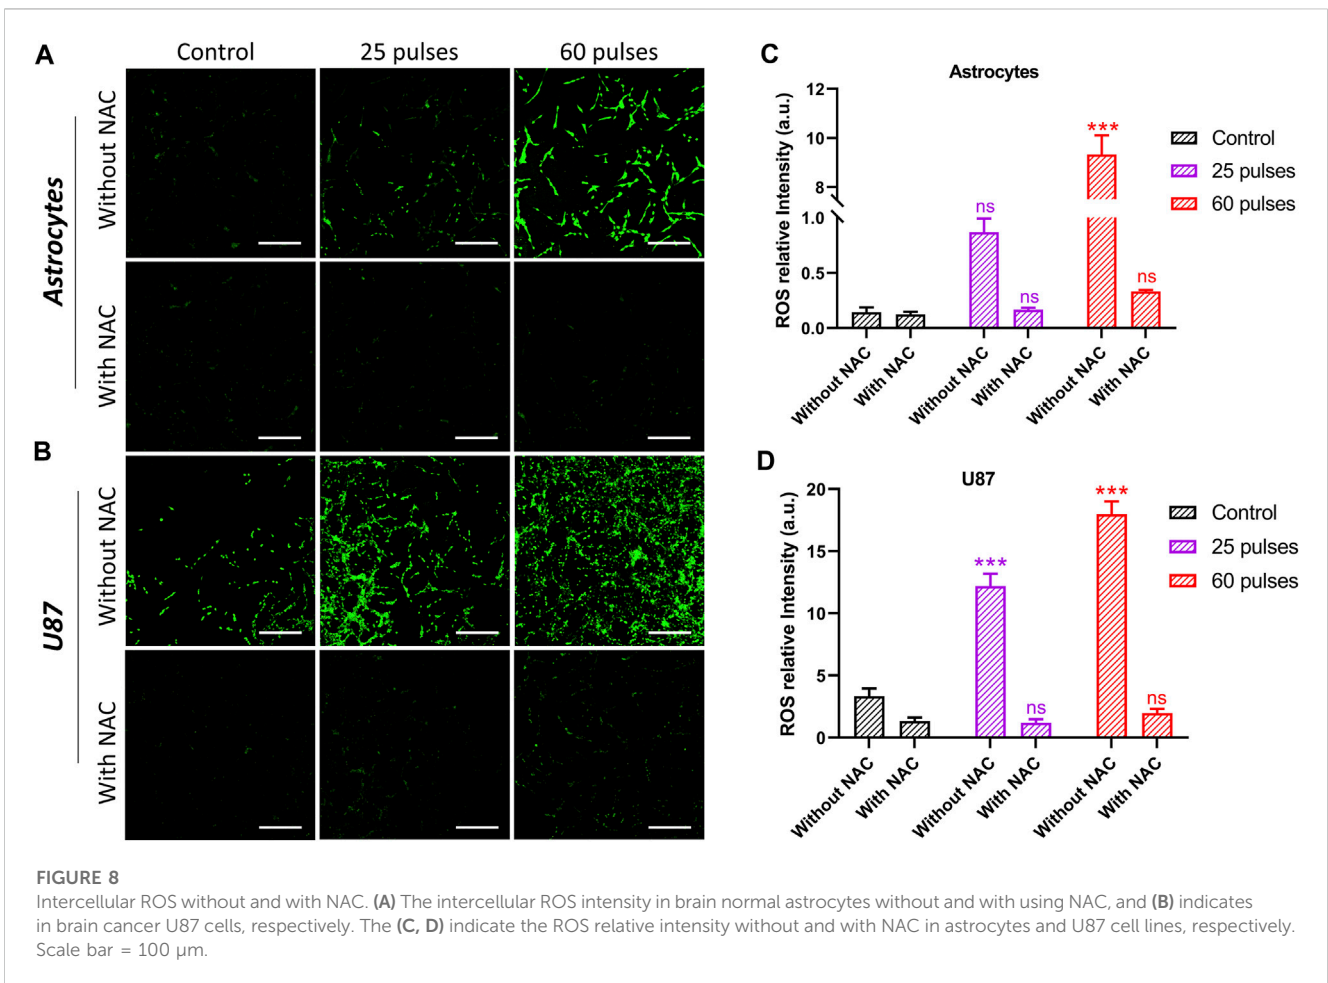 A
Control
25 pulses
60 pulses
Astrocytes
Without NAC
With NAC
B
U87
Without NAC
With NAC
C
Astrocytes
ROS relative Intensity (a.u.)
12
10
8
1.0
0.5
0.0
ns
ns
***
ns
Without NAC
With NAC
Without NAC
With NAC
Without NAC
With NAC
Control
25 pulses
60 pulses
D
U87
ROS relative Intensity (a.u.)
20
15
10
5
0
***
ns
***
ns
Without NAC
With NAC
Without NAC
With NAC
Without NAC
With NAC
Control
25 pulses
60 pulses
FIGURE 8
Intercellular ROS without and with NAC. (A) The intercellular ROS intensity in brain normal astrocytes without and with using NAC, and (B) indicates
in brain cancer U87 cells, respectively. The (C, D) indicate the ROS relative intensity without and with NAC in astrocytes and U87 cell lines, respectively.
Scale bar = 100 µm.